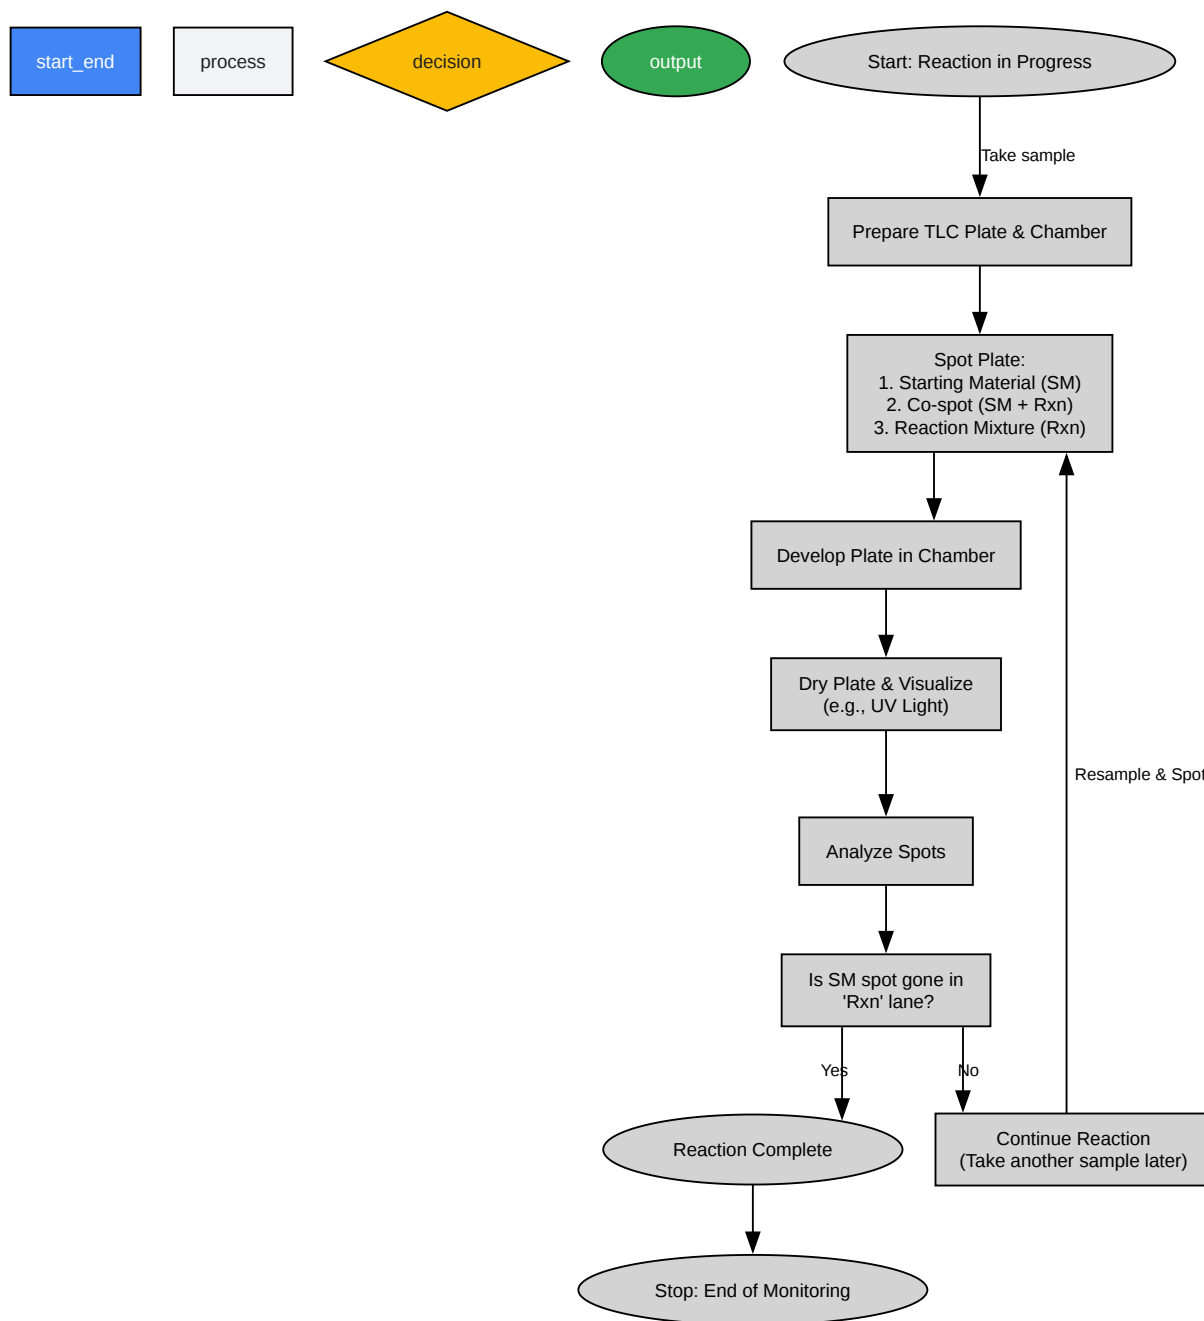 start_end
process
decision
output
Start: Reaction in Progress
Take sample
Prepare TLC Plate & Chamber
Spot Plate:
1. Starting Material (SM)
2. Co-spot (SM + Rxn)
3. Reaction Mixture (Rxn)
Develop Plate in Chamber
Dry Plate & Visualize
(e.g., UV Light)
Resample & Spot
Analyze Spots
Is SM spot gone in
'Rxn' lane?
Yes
No
Reaction Complete
Continue Reaction
(Take another sample later)
Stop: End of Monitoring